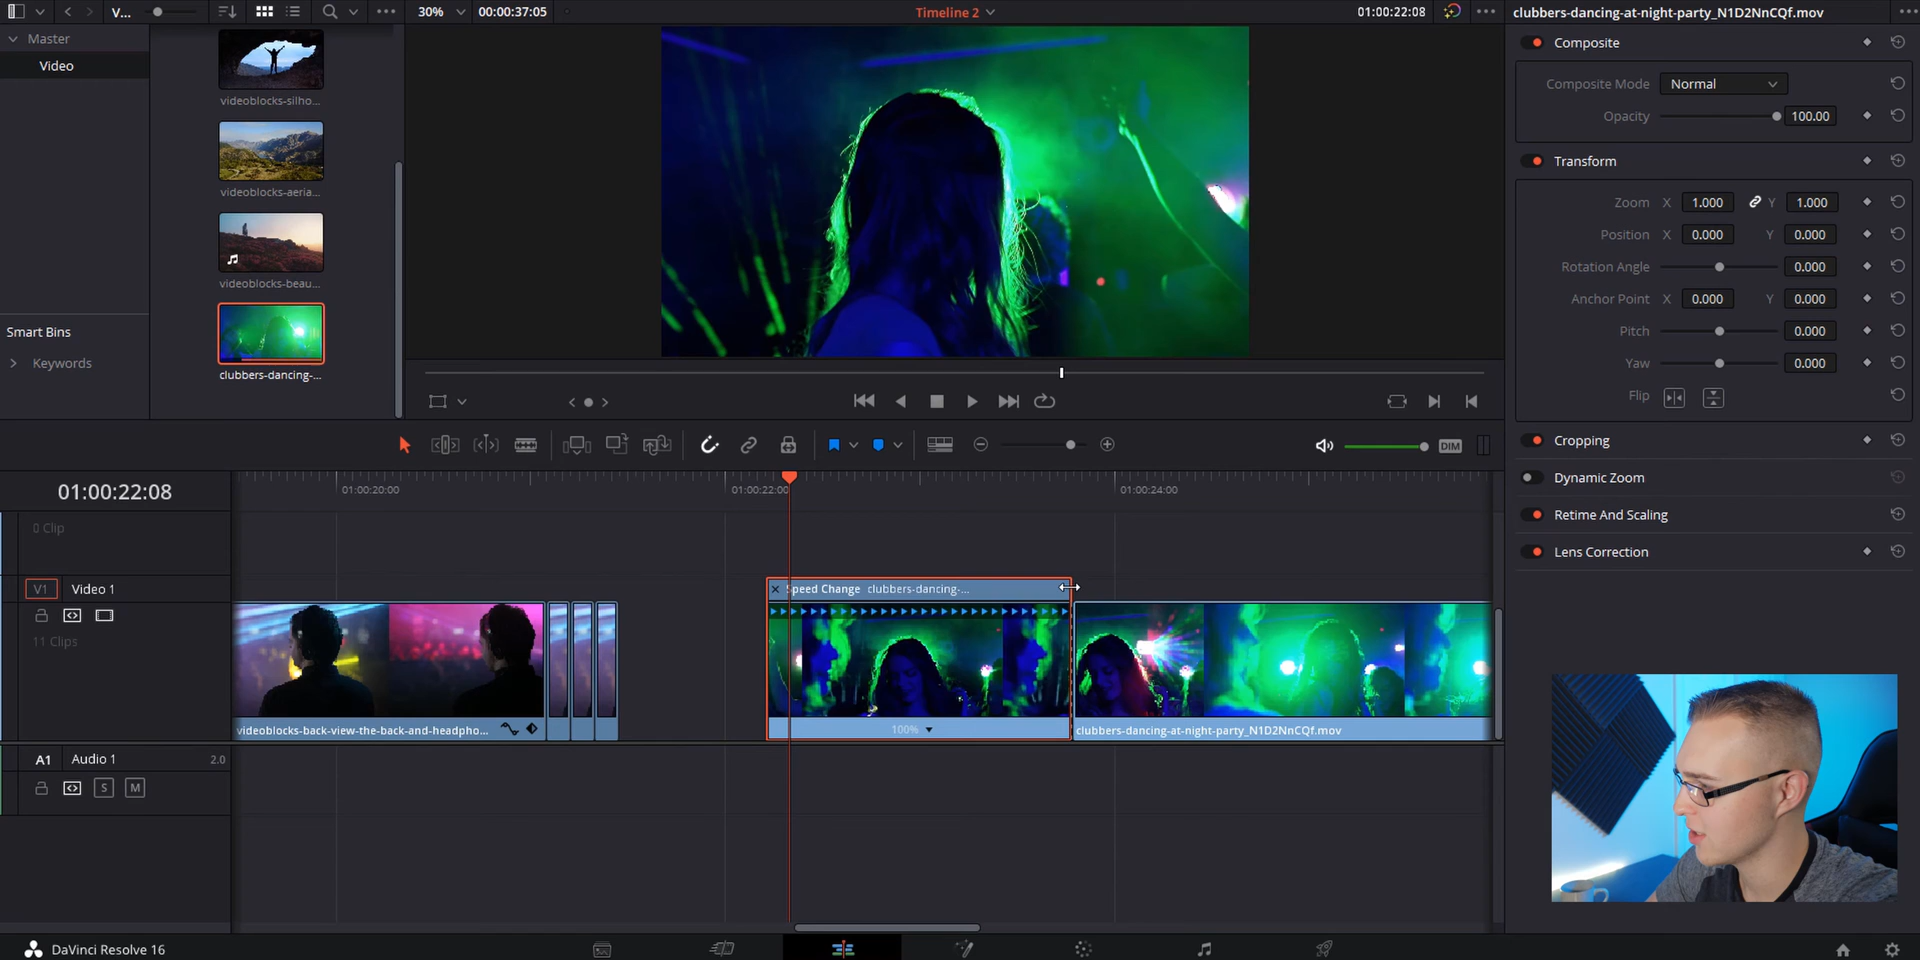 V...
30%
00:00:37:05
Timeline 2
01:00:22:08
clubbers-dancing-at-night-party_N1D2NnCQf.mov
Master
Video
videoblocks-silho...
videoblocks-aeria...
videoblocks-beau...
clubbers-dancing-...
Smart Bins
Keywords
Composite
Composite Mode
Normal
Opacity
100.00
Transform
Zoom X 1.000 Y 1.000
Position X 0.000 Y 0.000
Rotation Angle 0.000
Anchor Point X 0.000 Y 0.000
Pitch 0.000
Yaw 0.000
Flip
Cropping
Dynamic Zoom
Retime And Scaling
Lens Correction
DIM
01:00:22:08
01:00:20:00
01:00:22:00
01:00:24:00
0 Clip
V1 Video 1
11 Clips
Speed Change clubbers-dancing-...
videoblocks-back-view-the-back-and-headpho...
100%
clubbers-dancing-at-night-party_N1D2NnCQf.mov
A1 Audio 1 2.0
S M
DaVinci Resolve 16